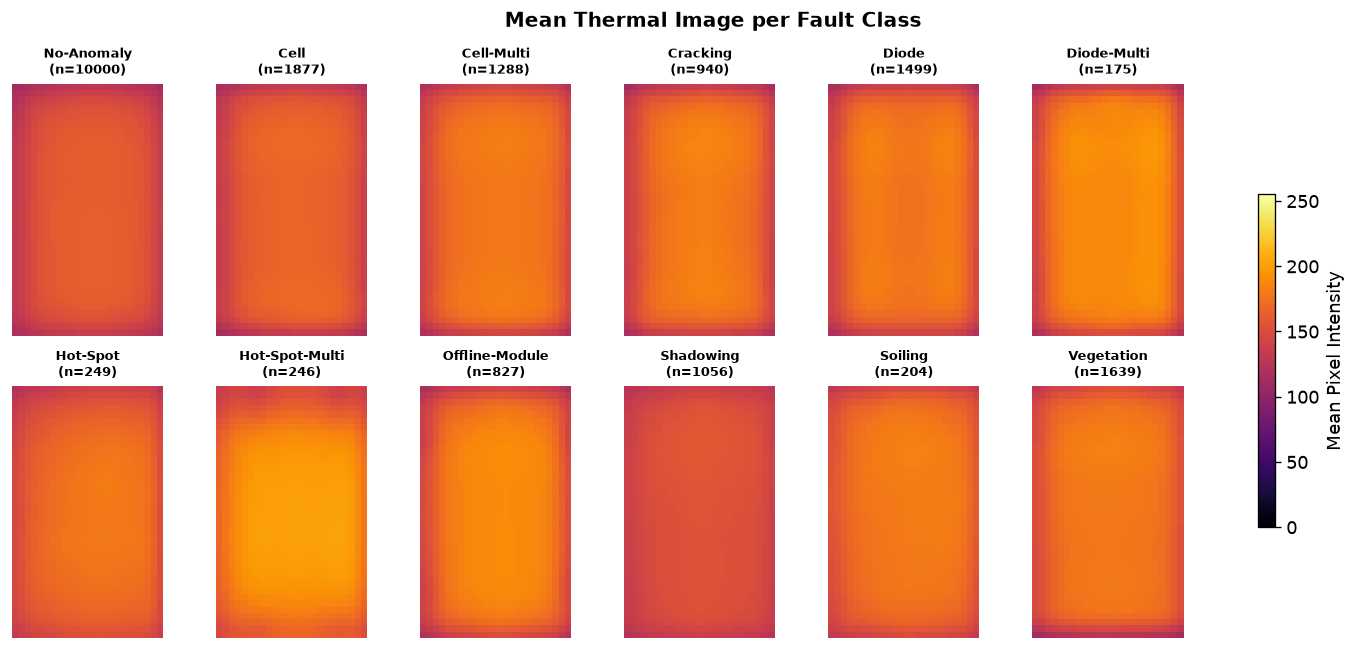 Mean Thermal Image per Fault Class
No-Anomaly
(n=10000)
Cell
(n=1877)
Cell-Multi
(n=1288)
Cracking
(n=940)
Diode
(n=1499)
Diode-Multi
(n=175)
Hot-Spot
(n=249)
Hot-Spot-Multi
(n=246)
Offline-Module
(n=827)
Shadowing
(n=1056)
Soiling
(n=204)
Vegetation
(n=1639)
250
200
150
100
50
0
Mean Pixel Intensity